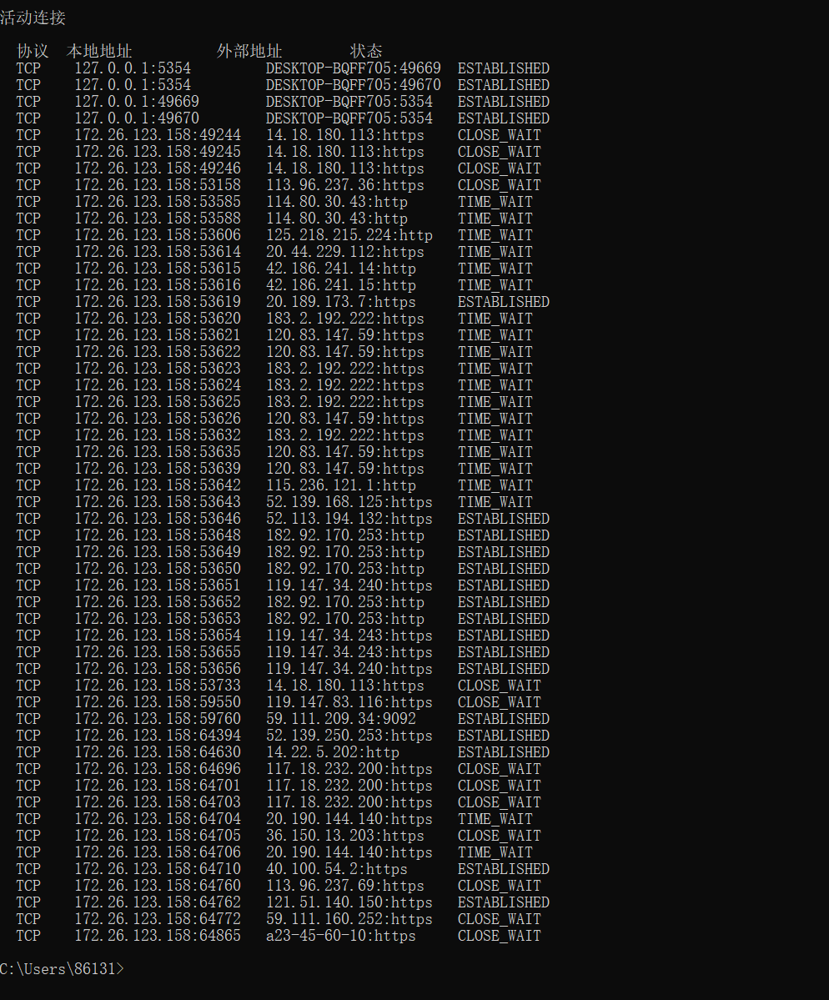 活动连接
协议 本地地址 外部地址 状态
TCP 127.0.0.1:5354 DESKTOP-BQFF705:49669 ESTABLISHED
TCP 127.0.0.1:5354 DESKTOP-BQFF705:49670 ESTABLISHED
TCP 127.0.0.1:49669 DESKTOP-BQFF705:5354 ESTABLISHED
TCP 127.0.0.1:49670 DESKTOP-BQFF705:5354 ESTABLISHED
TCP 172.26.123.158:49244 14.18.180.113:https CLOSE_WAIT
TCP 172.26.123.158:49245 14.18.180.113:https CLOSE_WAIT
TCP 172.26.123.158:49246 14.18.180.113:https CLOSE_WAIT
TCP 172.26.123.158:53158 113.96.237.36:https CLOSE_WAIT
TCP 172.26.123.158:53585 114.80.30.43:http TIME_WAIT
TCP 172.26.123.158:53588 114.80.30.43:http TIME_WAIT
TCP 172.26.123.158:53606 125.218.215.224:http TIME_WAIT
TCP 172.26.123.158:53614 20.44.229.112:https TIME_WAIT
TCP 172.26.123.158:53615 42.186.241.14:http TIME_WAIT
TCP 172.26.123.158:53616 42.186.241.15:http TIME_WAIT
TCP 172.26.123.158:53619 20.189.173.7:https ESTABLISHED
TCP 172.26.123.158:53620 183.2.192.222:https TIME_WAIT
TCP 172.26.123.158:53621 120.83.147.59:https TIME_WAIT
TCP 172.26.123.158:53622 120.83.147.59:https TIME_WAIT
TCP 172.26.123.158:53623 183.2.192.222:https TIME_WAIT
TCP 172.26.123.158:53624 183.2.192.222:https TIME_WAIT
TCP 172.26.123.158:53625 183.2.192.222:https TIME_WAIT
TCP 172.26.123.158:53626 120.83.147.59:https TIME_WAIT
TCP 172.26.123.158:53632 183.2.192.222:https TIME_WAIT
TCP 172.26.123.158:53635 120.83.147.59:https TIME_WAIT
TCP 172.26.123.158:53639 120.83.147.59:https TIME_WAIT
TCP 172.26.123.158:53642 115.236.121.1:http TIME_WAIT
TCP 172.26.123.158:53643 52.139.168.125:https TIME_WAIT
TCP 172.26.123.158:53646 52.113.194.132:https ESTABLISHED
TCP 172.26.123.158:53648 182.92.170.253:http ESTABLISHED
TCP 172.26.123.158:53649 182.92.170.253:http ESTABLISHED
TCP 172.26.123.158:53650 182.92.170.253:http ESTABLISHED
TCP 172.26.123.158:53651 119.147.34.240:https ESTABLISHED
TCP 172.26.123.158:53652 182.92.170.253:http ESTABLISHED
TCP 172.26.123.158:53653 182.92.170.253:http ESTABLISHED
TCP 172.26.123.158:53654 119.147.34.243:https ESTABLISHED
TCP 172.26.123.158:53655 119.147.34.243:https ESTABLISHED
TCP 172.26.123.158:53656 119.147.34.240:https ESTABLISHED
TCP 172.26.123.158:53733 14.18.180.113:https CLOSE_WAIT
TCP 172.26.123.158:59550 119.147.83.116:https CLOSE_WAIT
TCP 172.26.123.158:59760 59.111.209.34:9092 ESTABLISHED
TCP 172.26.123.158:64394 52.139.250.253:https ESTABLISHED
TCP 172.26.123.158:64630 14.22.5.202:http ESTABLISHED
TCP 172.26.123.158:64696 117.18.232.200:https CLOSE_WAIT
TCP 172.26.123.158:64701 117.18.232.200:https CLOSE_WAIT
TCP 172.26.123.158:64703 117.18.232.200:https CLOSE_WAIT
TCP 172.26.123.158:64704 20.190.144.140:https TIME_WAIT
TCP 172.26.123.158:64705 36.150.13.203:https CLOSE_WAIT
TCP 172.26.123.158:64706 20.190.144.140:https TIME_WAIT
TCP 172.26.123.158:64710 40.100.54.2:https ESTABLISHED
TCP 172.26.123.158:64760 113.96.237.69:https CLOSE_WAIT
TCP 172.26.123.158:64762 121.51.140.150:https ESTABLISHED
TCP 172.26.123.158:64772 59.111.160.252:https CLOSE_WAIT
TCP 172.26.123.158:64865 a23-45-60-10:https CLOSE_WAIT
C:\Users\86131>